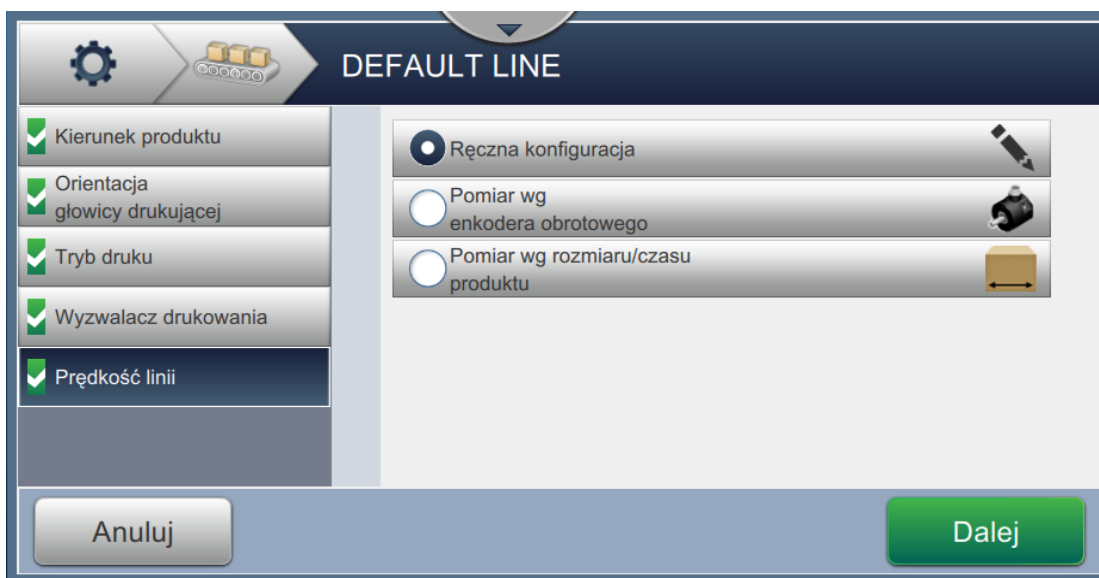 DEFAULT LINE
Kierunek produktu
Orientacja
głowicy drukującej
Tryb druku
Wyzwalacz drukowania
Prędkość linii
Ręczna konfiguracja
Pomiar wg
enkodera obrotowego
Pomiar wg rozmiaru/czasu
produktu
Anuluj
Dalej